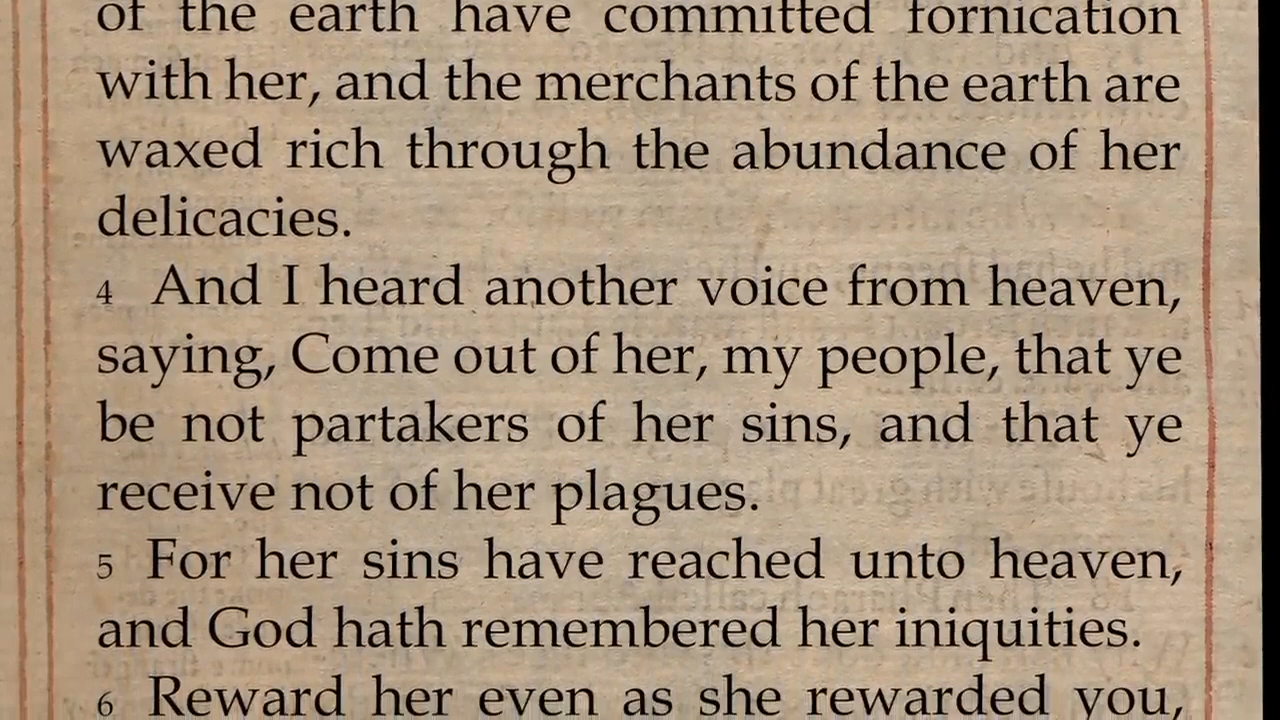 of the earth have committed fornication
with her, and the merchants of the earth are
waxed rich through the abundance of her
delicacies.
4 And I heard another voice from heaven,
saying, Come out of her, my people, that ye
be not partakers of her sins, and that ye
receive not of her plagues.
5 For her sins have reached unto heaven,
and God hath remembered her iniquities.
6 Reward her even as she rewarded you,